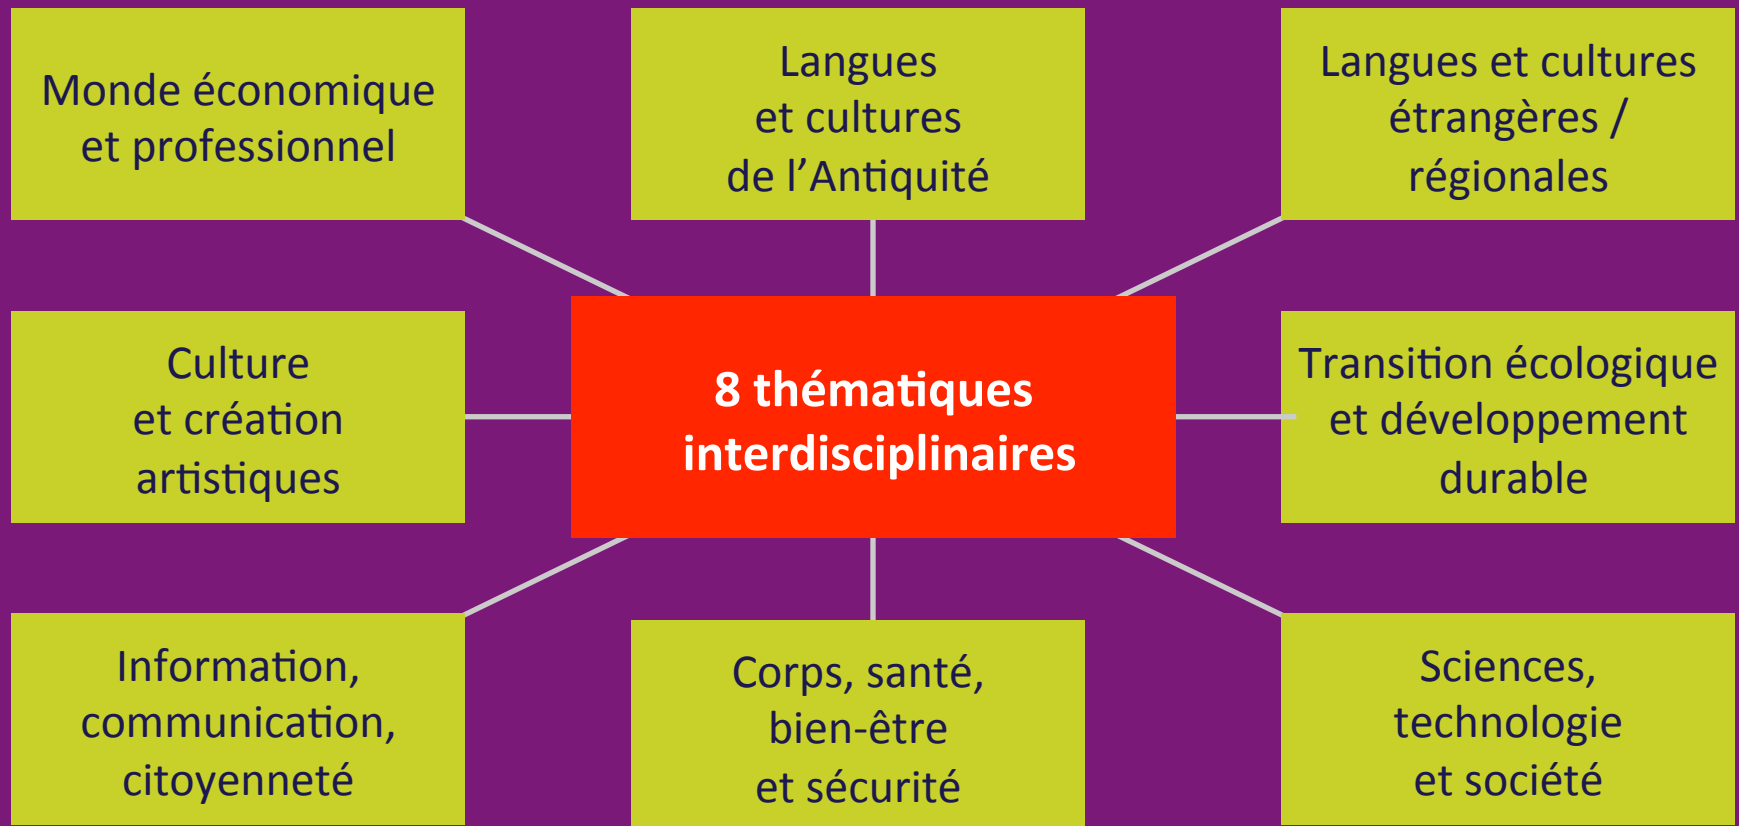 Monde économique
et professionnel
Langues
et cultures
de l’Antiquité
Langues et cultures
étrangères /
régionales
Culture
et création
artistiques
8 thématiques
interdisciplinaires
Transition écologique
et développement
durable
Information,
communication,
citoyenneté
Corps, santé,
bien-être
et sécurité
Sciences,
technologie
et société